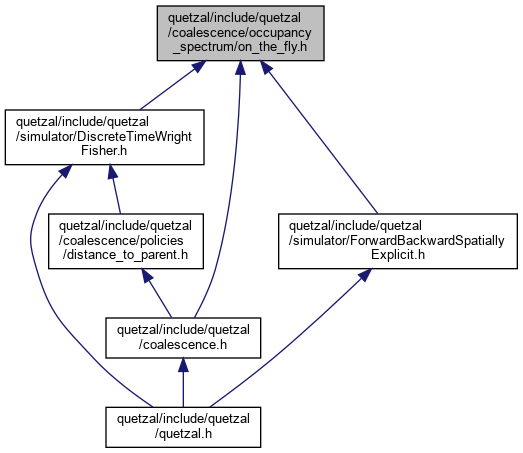 quetzal/include/quetzal
/coalescence/occupancy
_spectrum/on_the_fly.h
quetzal/include/quetzal
/simulator/DiscreteTimeWright
Fisher.h
quetzal/include/quetzal
/coalescence/policies
/distance_to_parent.h
quetzal/include/quetzal
/simulator/ForwardBackwardSpatially
Explicit.h
quetzal/include/quetzal
/coalescence.h
quetzal/include/quetzal
/quetzal.h